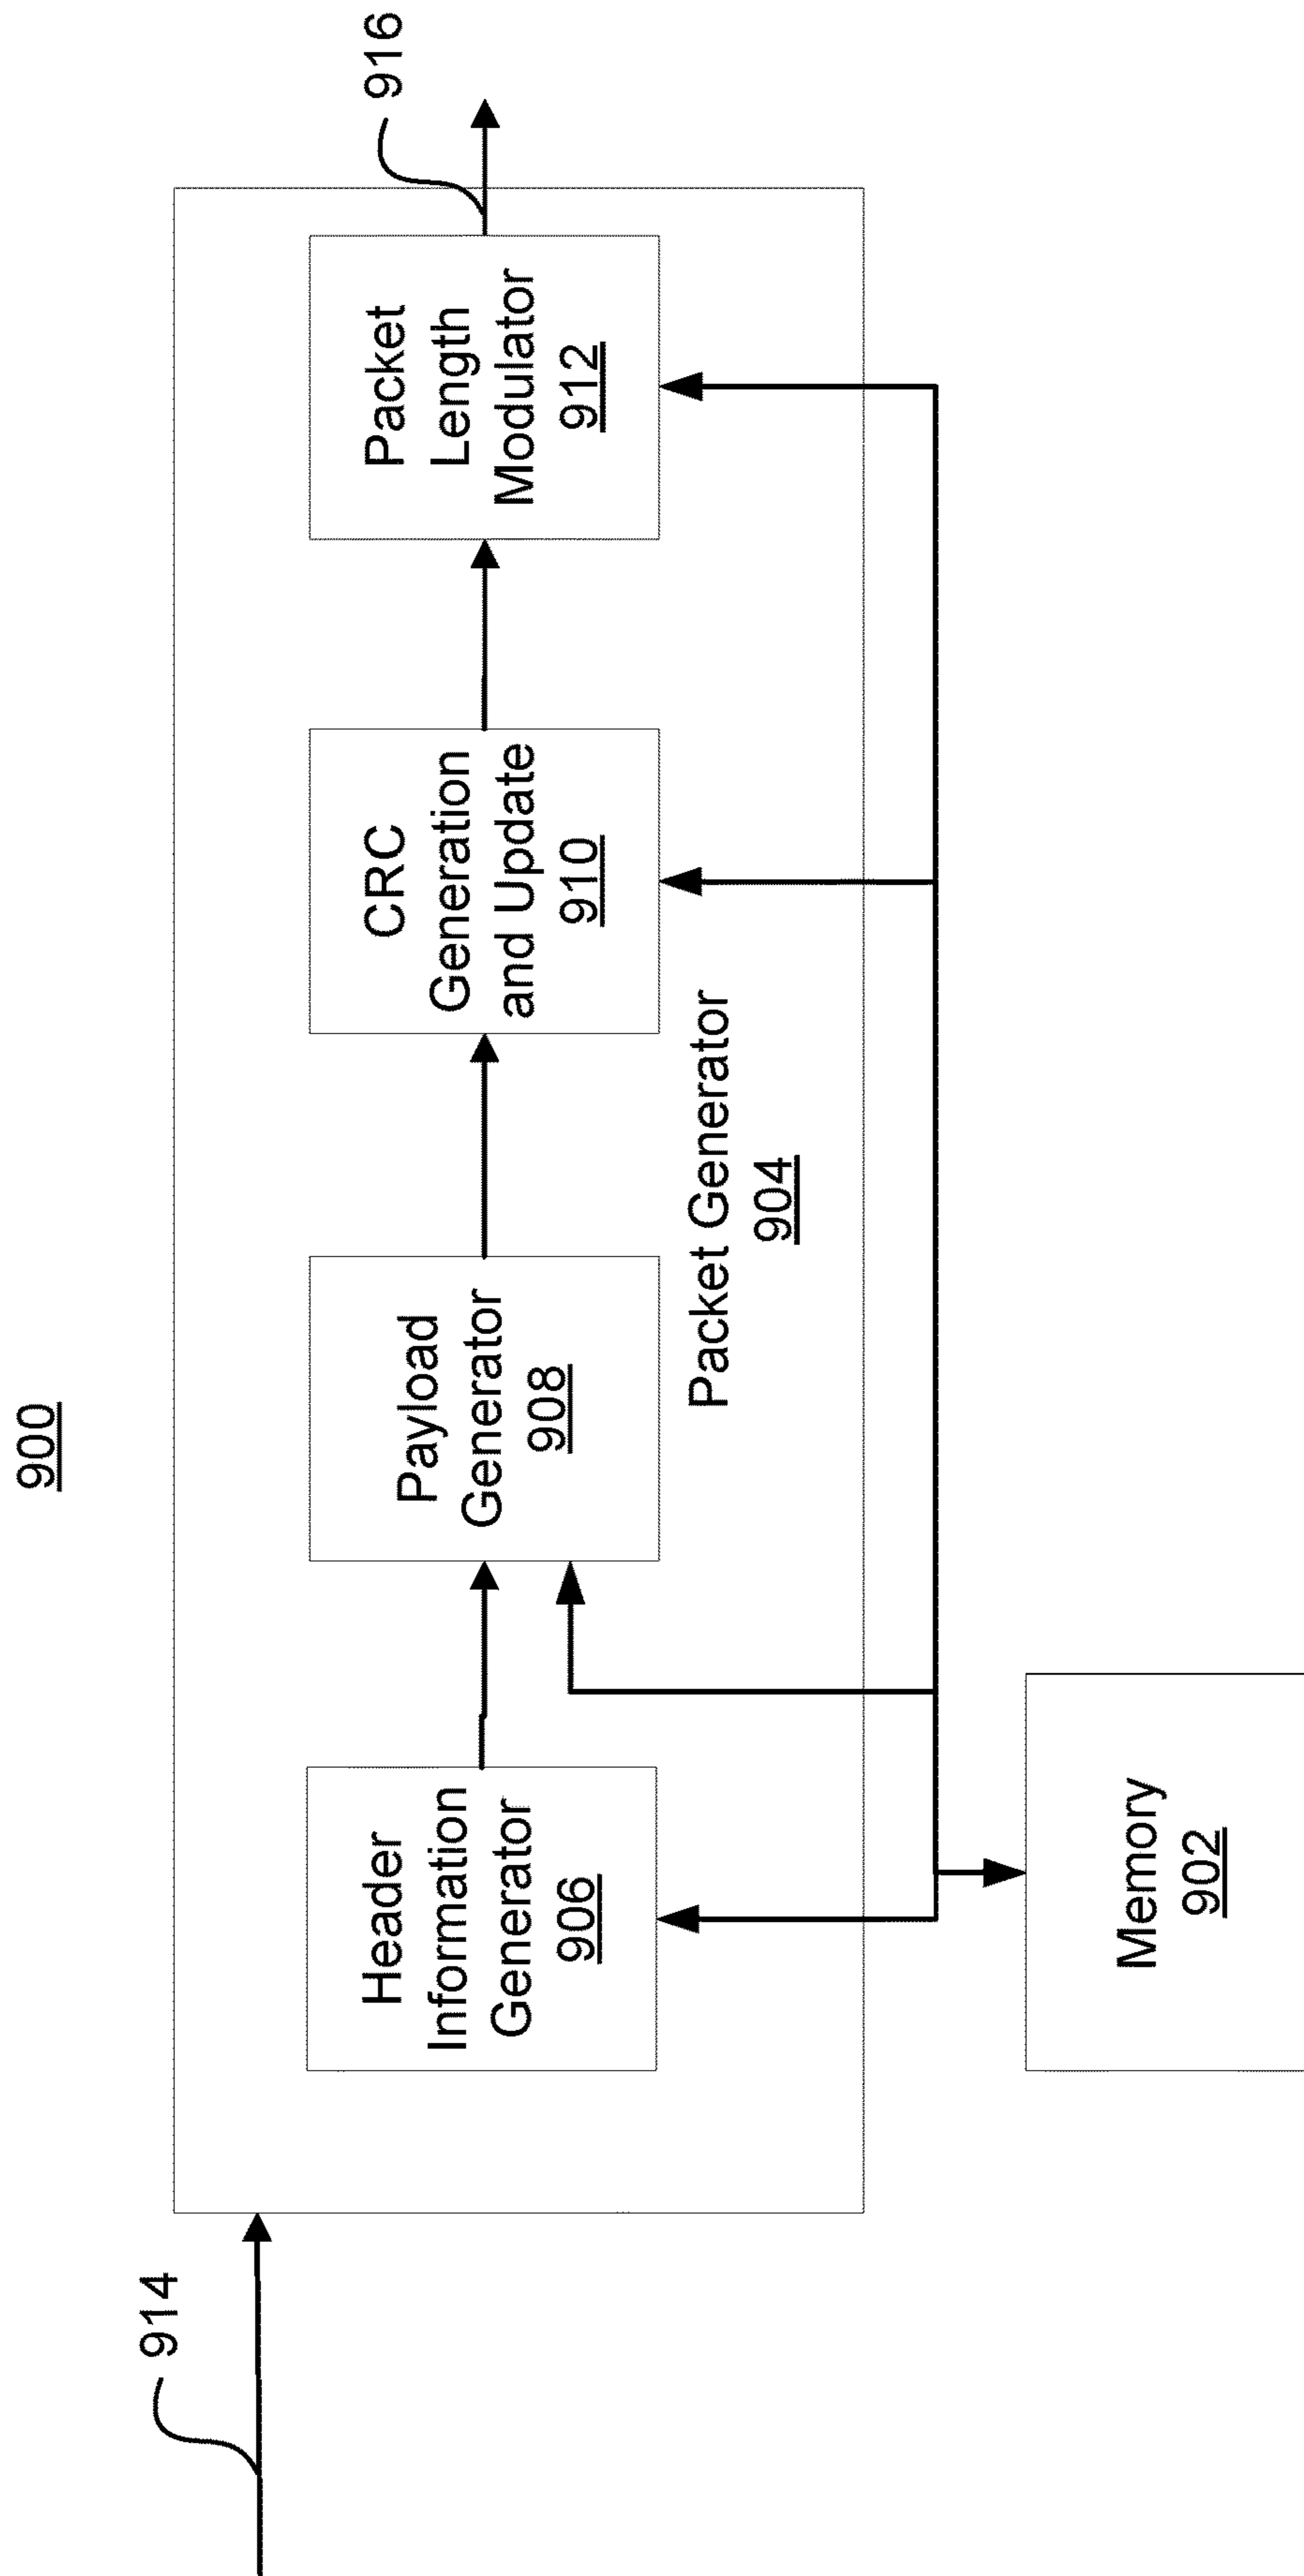 900
914
916
Header
Information
Generator
906
Payload
Generator
908
CRC
Generation
and Update
910
Packet
Length
Modulator
912
Packet Generator
904
Memory
902